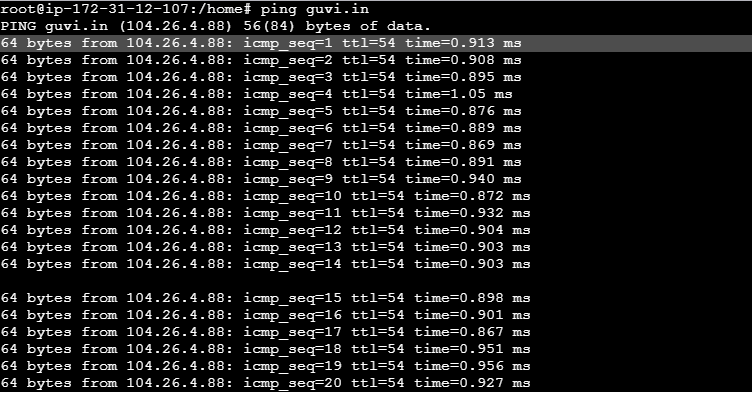 root@ip-172-31-12-107:/home# ping guvi.in
PING guvi.in (104.26.4.88) 56(84) bytes of data.
64 bytes from 104.26.4.88: icmp_seq=1 ttl=54 time=0.913 ms
64 bytes from 104.26.4.88: icmp_seq=2 ttl=54 time=0.908 ms
64 bytes from 104.26.4.88: icmp_seq=3 ttl=54 time=0.895 ms
64 bytes from 104.26.4.88: icmp_seq=4 ttl=54 time=1.05 ms
64 bytes from 104.26.4.88: icmp_seq=5 ttl=54 time=0.876 ms
64 bytes from 104.26.4.88: icmp_seq=6 ttl=54 time=0.889 ms
64 bytes from 104.26.4.88: icmp_seq=7 ttl=54 time=0.869 ms
64 bytes from 104.26.4.88: icmp_seq=8 ttl=54 time=0.891 ms
64 bytes from 104.26.4.88: icmp_seq=9 ttl=54 time=0.940 ms
64 bytes from 104.26.4.88: icmp_seq=10 ttl=54 time=0.872 ms
64 bytes from 104.26.4.88: icmp_seq=11 ttl=54 time=0.932 ms
64 bytes from 104.26.4.88: icmp_seq=12 ttl=54 time=0.904 ms
64 bytes from 104.26.4.88: icmp_seq=13 ttl=54 time=0.903 ms
64 bytes from 104.26.4.88: icmp_seq=14 ttl=54 time=0.903 ms
64 bytes from 104.26.4.88: icmp_seq=15 ttl=54 time=0.898 ms
64 bytes from 104.26.4.88: icmp_seq=16 ttl=54 time=0.901 ms
64 bytes from 104.26.4.88: icmp_seq=17 ttl=54 time=0.867 ms
64 bytes from 104.26.4.88: icmp_seq=18 ttl=54 time=0.951 ms
64 bytes from 104.26.4.88: icmp_seq=19 ttl=54 time=0.956 ms
64 bytes from 104.26.4.88: icmp_seq=20 ttl=54 time=0.927 ms